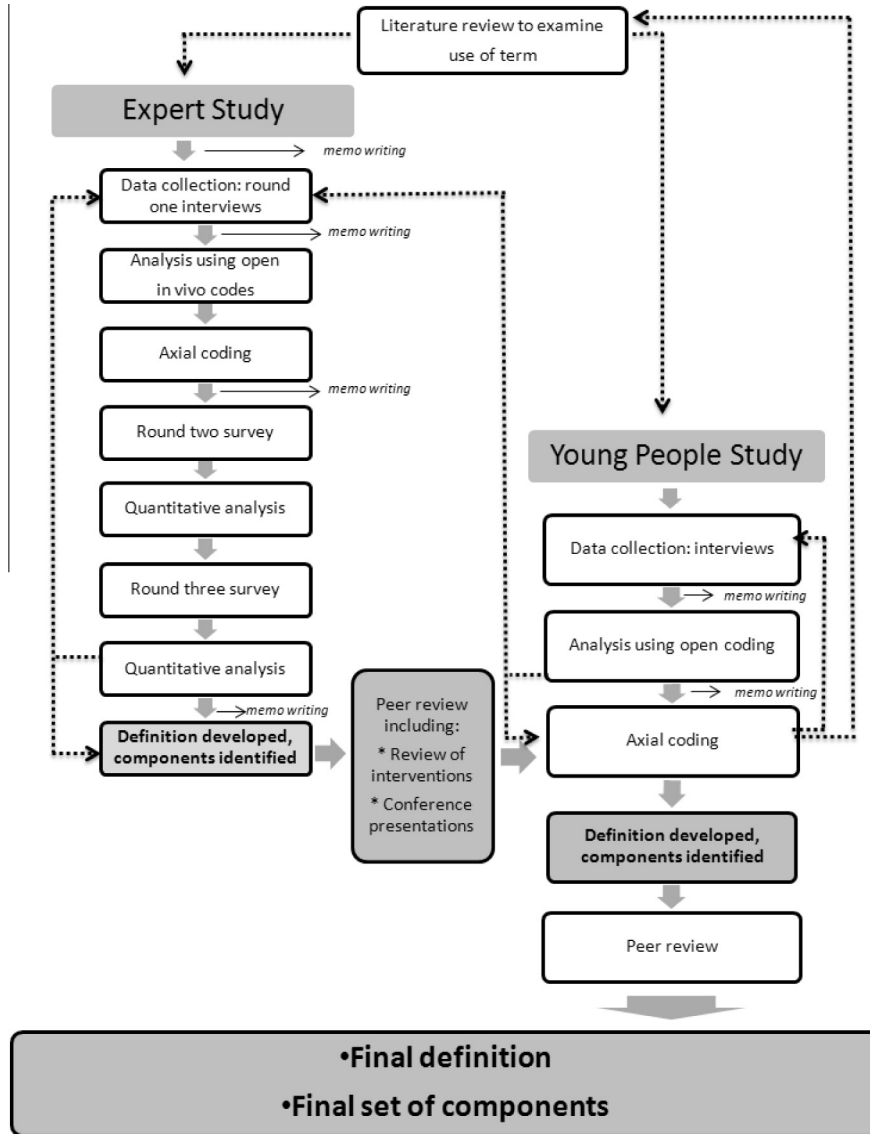 Literature review to examine
use of term
Expert Study
memo writing
Data collection: round
one interviews
memo writing
Analysis using open
in vivo codes
Axial coding
memo writing
Round two survey
Quantitative analysis
Round three survey
Quantitative analysis
memo writing
Definition developed,
components identified
Peer review
including:
* Review of
interventions
* Conference
presentations
Young People Study
Data collection: interviews
memo writing
Analysis using open coding
memo writing
Axial coding
Definition developed,
components identified
Peer review
•Final definition
•Final set of components